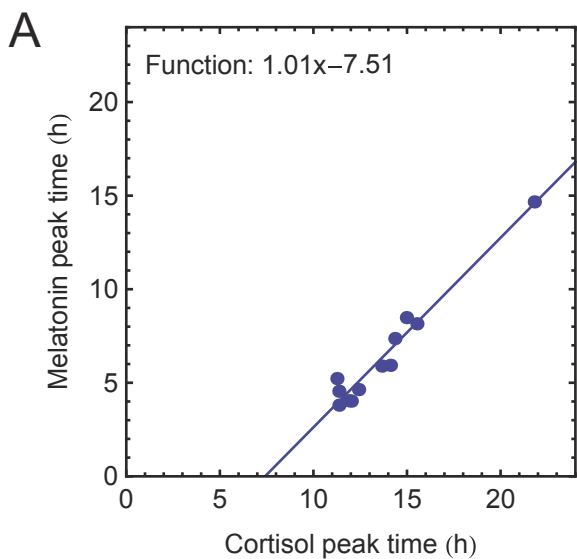 A
Function: 1.01x−7.51
Melatonin peak time (h)
20
15
10
5
0
0 5 10 15 20
Cortisol peak time (h)